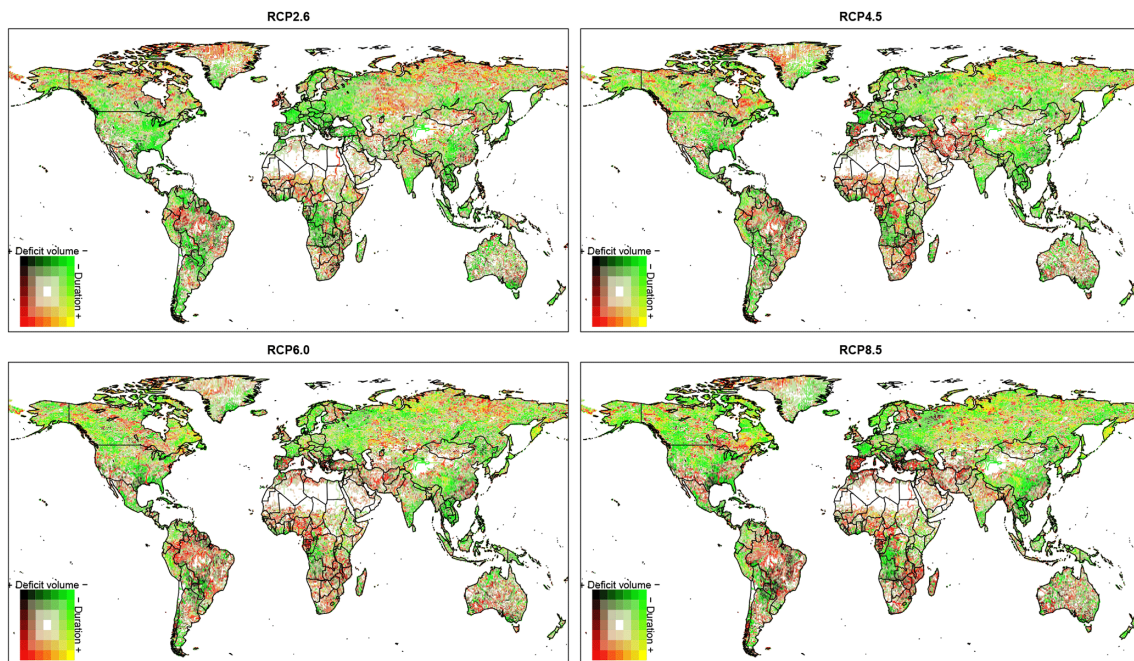 RCP2.6
RCP4.5
+ Deficit volume −
− Duration +
+ Deficit volume −
− Duration +
RCP6.0
RCP8.5
+ Deficit volume −
− Duration +
+ Deficit volume −
− Duration +